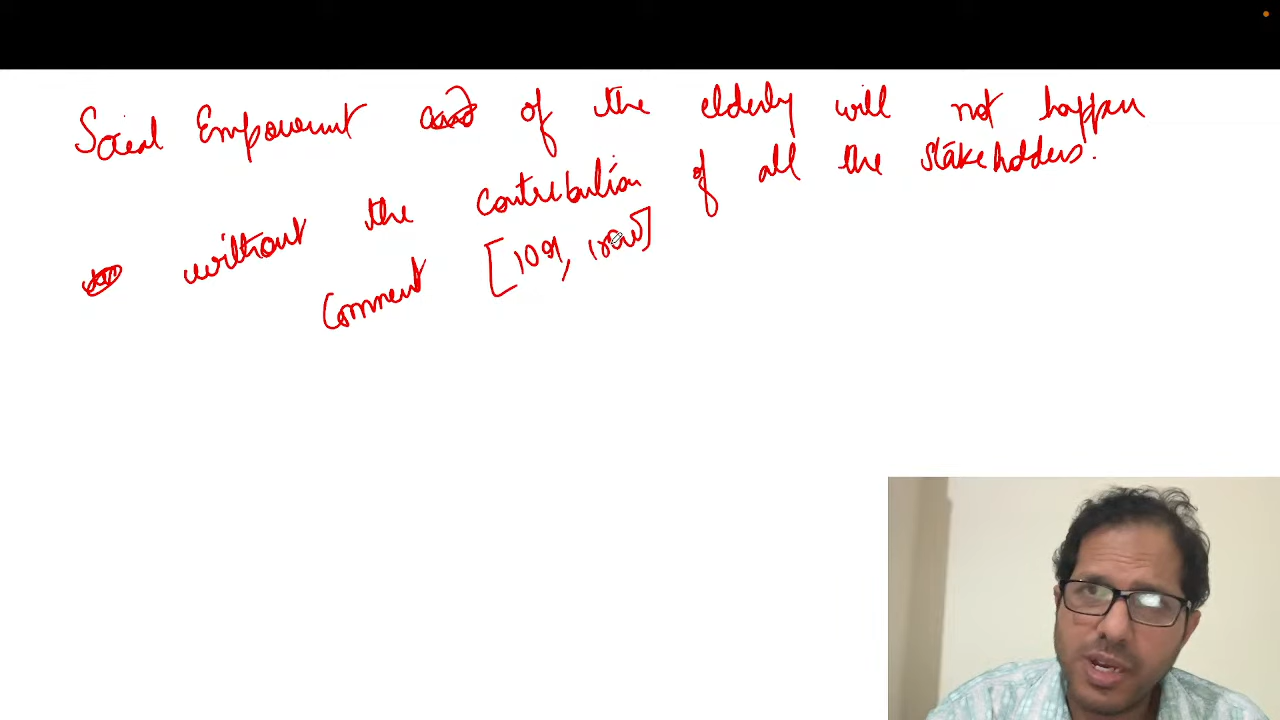 Social Empowerment of the elderly will not happen
without the contribution of all the stakeholders.
Comment [10M, 150W]